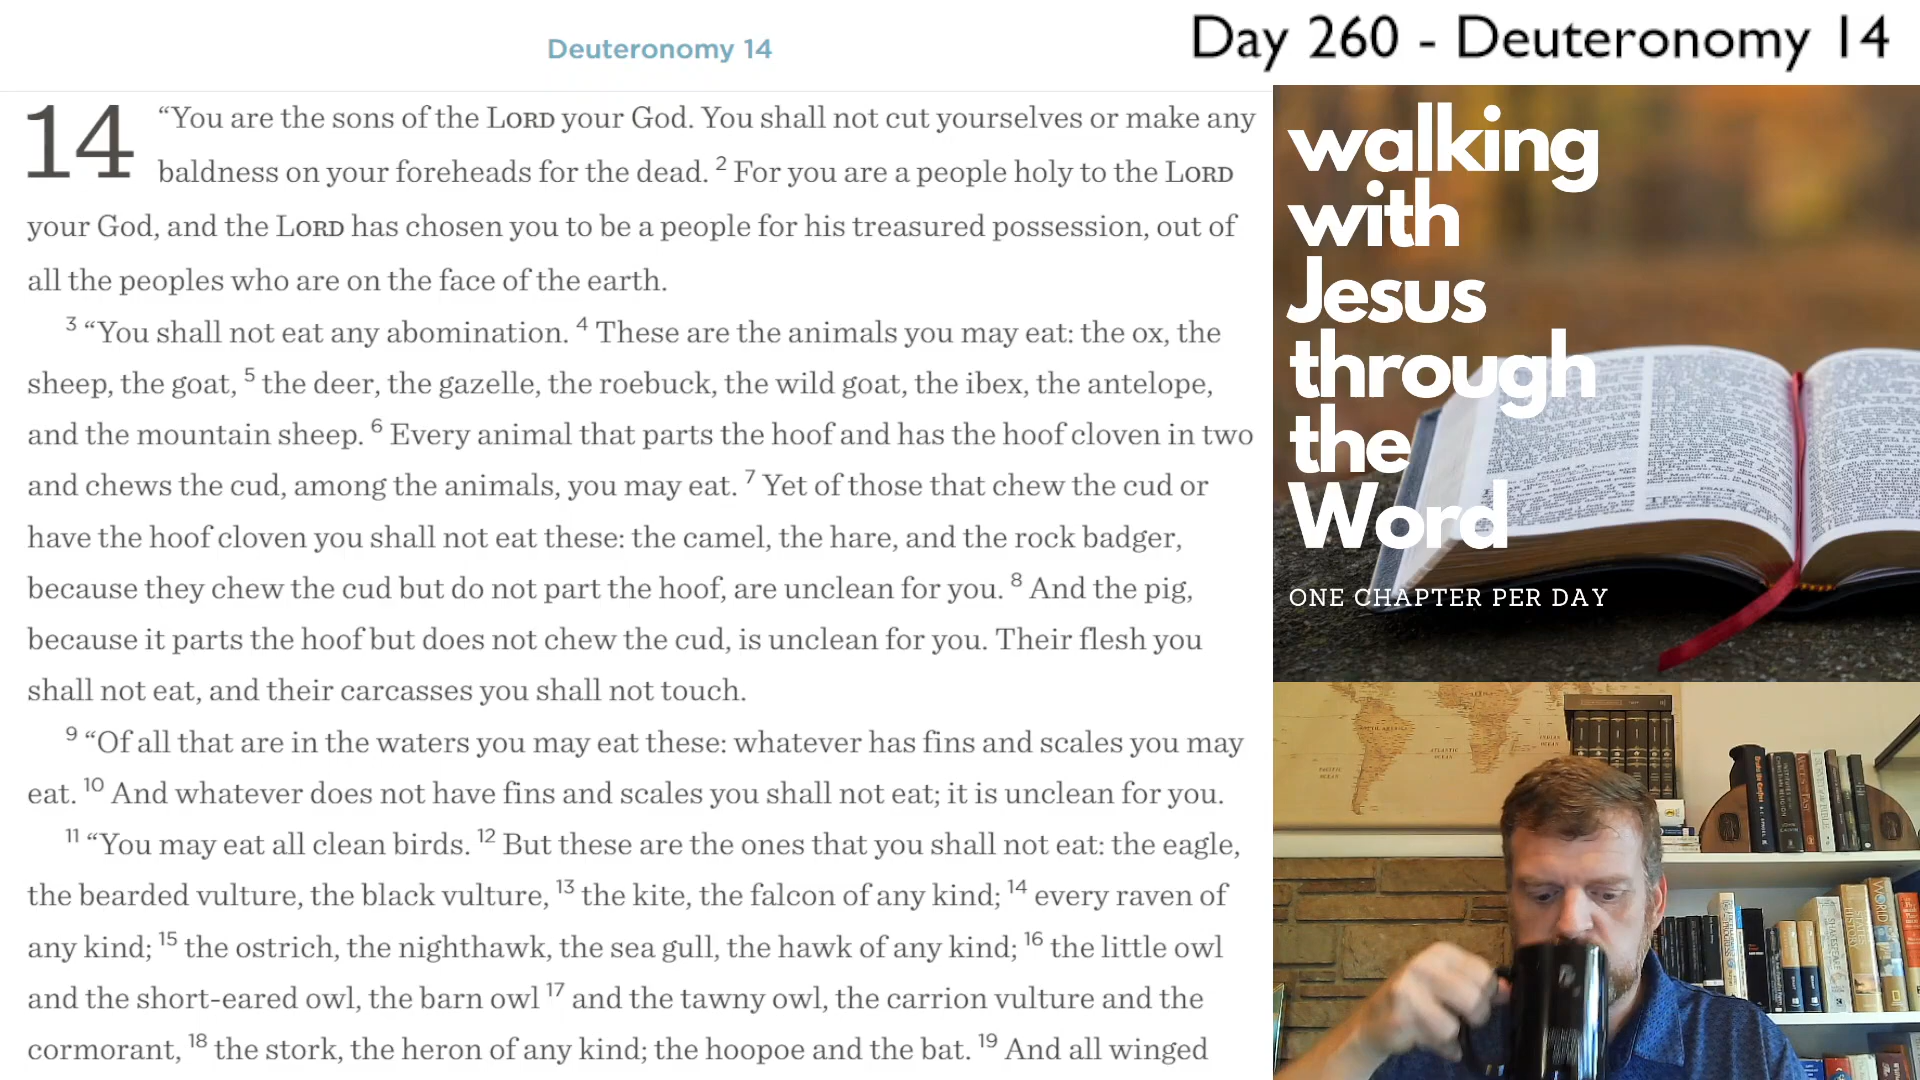 Deuteronomy 14
Day 260 - Deuteronomy 14
14 “You are the sons of the LORD your God. You shall not cut yourselves or make any
baldness on your foreheads for the dead. 2 For you are a people holy to the LORD
your God, and the LORD has chosen you to be a people for his treasured possession, out of
all the peoples who are on the face of the earth.
3 “You shall not eat any abomination. 4 These are the animals you may eat: the ox, the
sheep, the goat, 5 the deer, the gazelle, the roebuck, the wild goat, the ibex, the antelope,
and the mountain sheep. 6 Every animal that parts the hoof and has the hoof cloven in two
and chews the cud, among the animals, you may eat. 7 Yet of those that chew the cud or
have the hoof cloven you shall not eat these: the camel, the hare, and the rock badger,
because they chew the cud but do not part the hoof, are unclean for you. 8 And the pig,
because it parts the hoof but does not chew the cud, is unclean for you. Their flesh you
shall not eat, and their carcasses you shall not touch.
9 “Of all that are in the waters you may eat these: whatever has fins and scales you may
eat. 10 And whatever does not have fins and scales you shall not eat; it is unclean for you.
11 “You may eat all clean birds. 12 But these are the ones that you shall not eat: the eagle,
the bearded vulture, the black vulture, 13 the kite, the falcon of any kind; 14 every raven of
any kind; 15 the ostrich, the nighthawk, the sea gull, the hawk of any kind; 16 the little owl
and the short-eared owl, the barn owl 17 and the tawny owl, the carrion vulture and the
cormorant, 18 the stork, the heron of any kind; the hoopoe and the bat. 19 And all winged
walking
with
Jesus
through
the
Word
ONE CHAPTER PER DAY
SOUTH AMERICA
AFRICA
ATLANTIC
OCEAN
INDIAN
OCEAN
PACIFIC
OCEAN
WORD